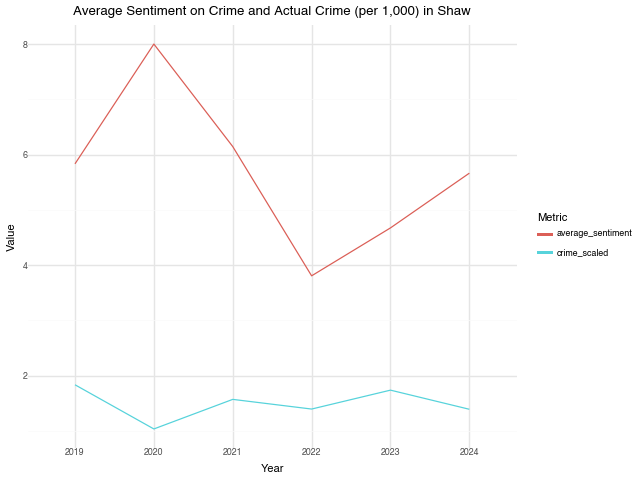 Average Sentiment on Crime and Actual Crime (per 1,000) in Shaw
8
6
4
2
Value
2019 2020 2021 2022 2023 2024
Year
Metric
average_sentiment
crime_scaled